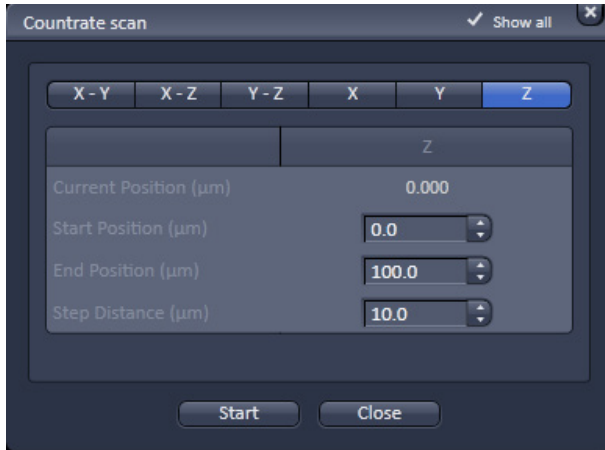 Countrate scan Show all
X - Y X - Z Y - Z X Y Z
Z
Current Position (µm) 0.000
Start Position (µm) 0.0
End Position (µm) 100.0
Step Distance (µm) 10.0
Start Close